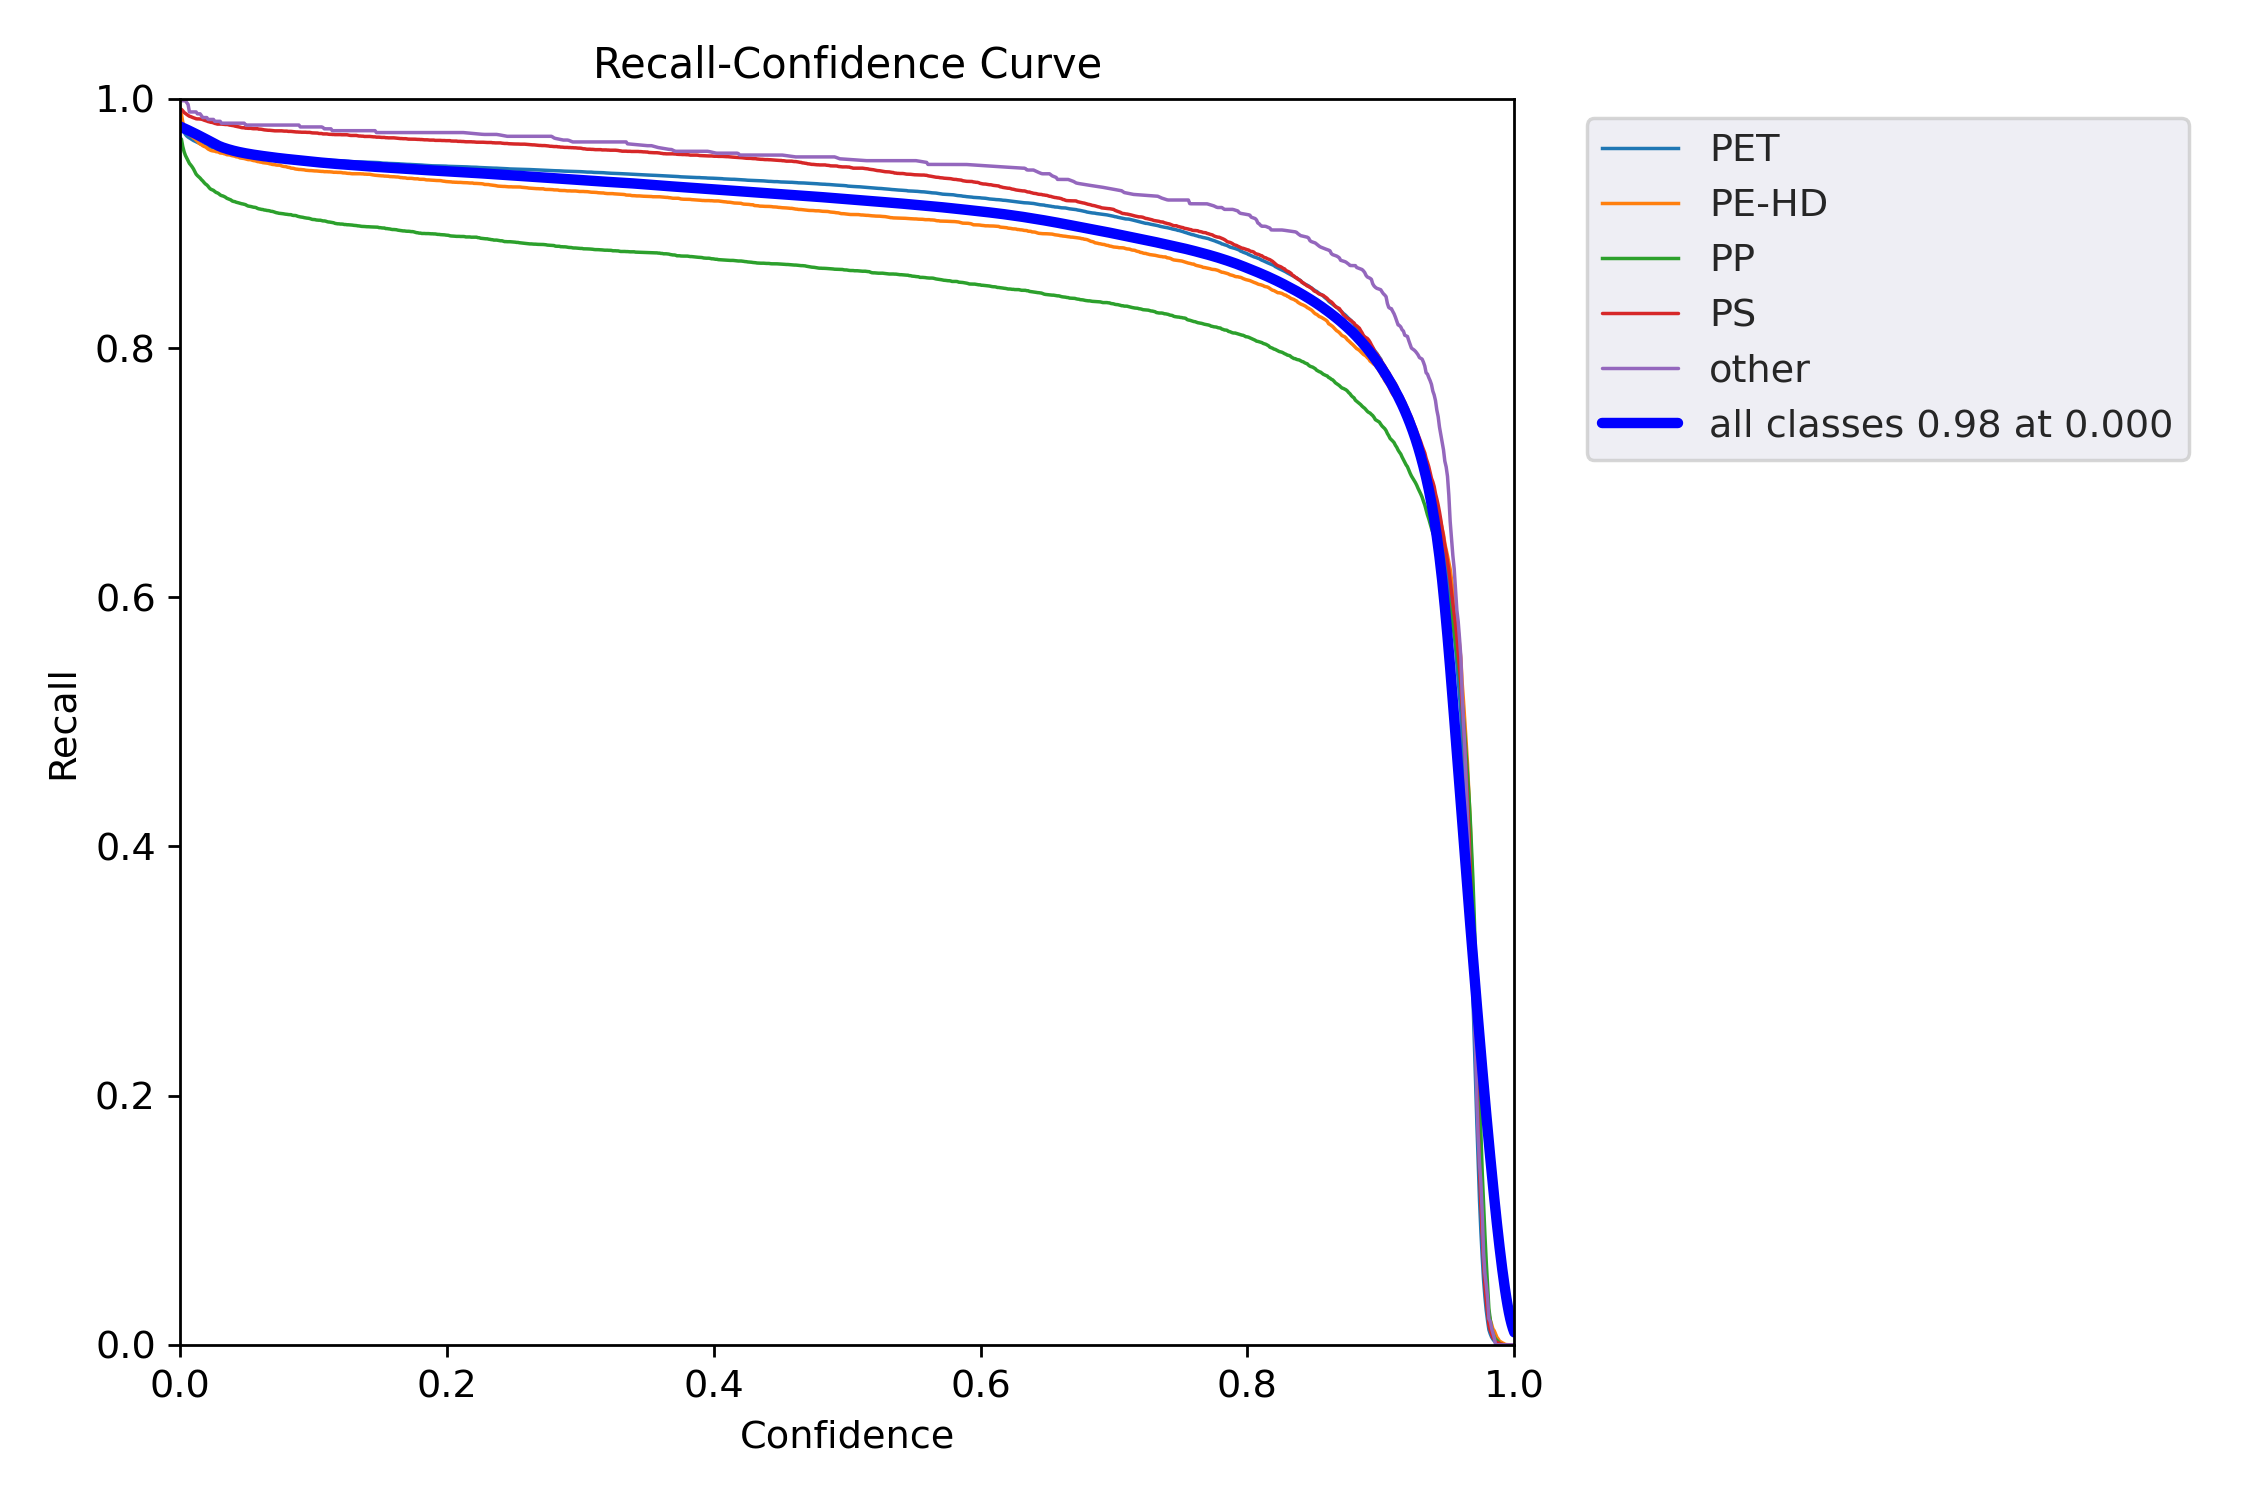 Recall-Confidence Curve
1.0
0.8
0.6
0.4
0.2
0.0
Recall
0.0 0.2 0.4 0.6 0.8 1.0
Confidence
PET
PE-HD
PP
PS
other
all classes 0.98 at 0.000